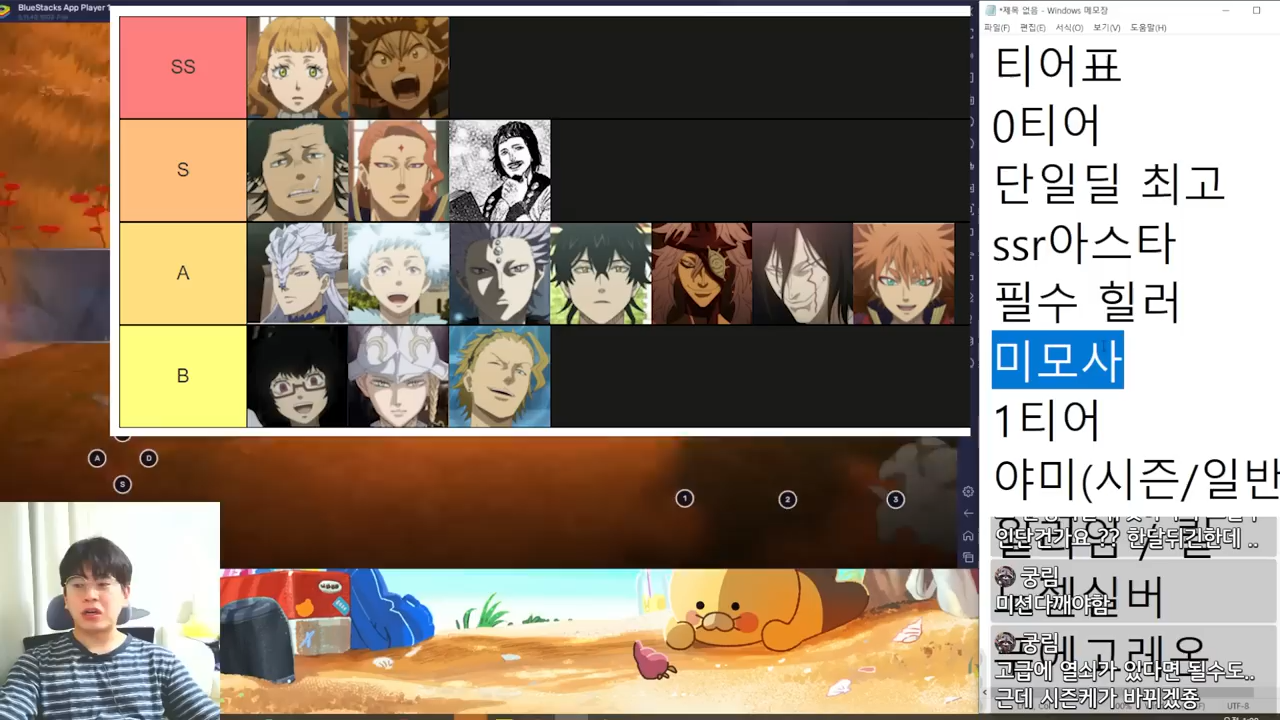 BlueStacks App Player 1
SS
S
A
B
A
D
S
1
2
3
*제목 없음 - Windows 메모장
파일(F) 편집(E) 서식(O) 보기(V) 도움말(H)
티어표
0티어
단일딜 최고
ssr아스타
필수 힐러
미모사
1티어
야미(시즌/일반
인단건가요 ?? 한달뒤긴한데 ..
궁림
미션다깨야함
궁림
고급에 열쇠가 있다면 될수도..
근데 시즌케가 바뀌겠죠
UTF-8